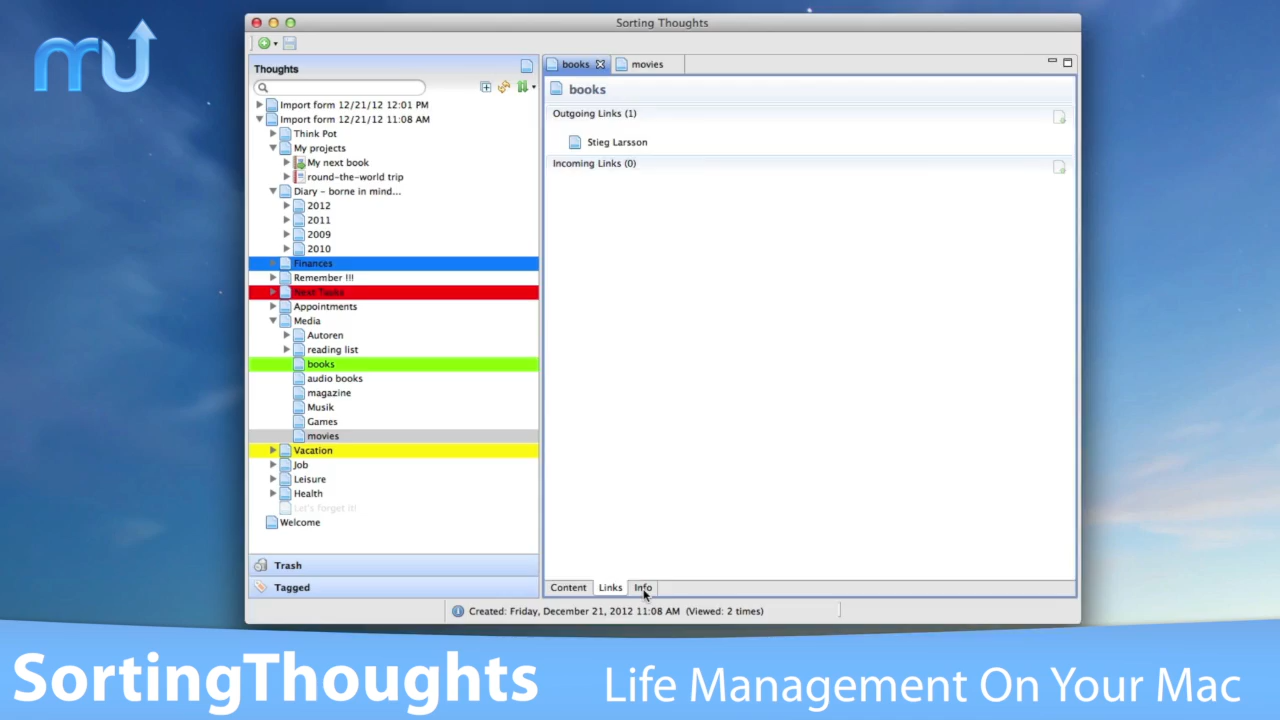 mu
Sorting Thoughts
Thoughts
Import form 12/21/12 12:01 PM
Import form 12/21/12 11:08 AM
Think Pot
My projects
My next book
round-the-world trip
Diary - borne in mind...
2012
2011
2009
2010
Finances
Remember !!!
Next Tasks
Appointments
Media
Autoren
reading list
books
audio books
magazine
Musik
Games
movies
Vacation
Job
Leisure
Health
Let's forget it!
Welcome
Trash
Tagged
books
movies
books
Outgoing Links (1)
Stieg Larsson
Incoming Links (0)
Content
Links
Info
Created: Friday, December 21, 2012 11:08 AM (Viewed: 2 times)
SortingThoughts
Life Management On Your Mac